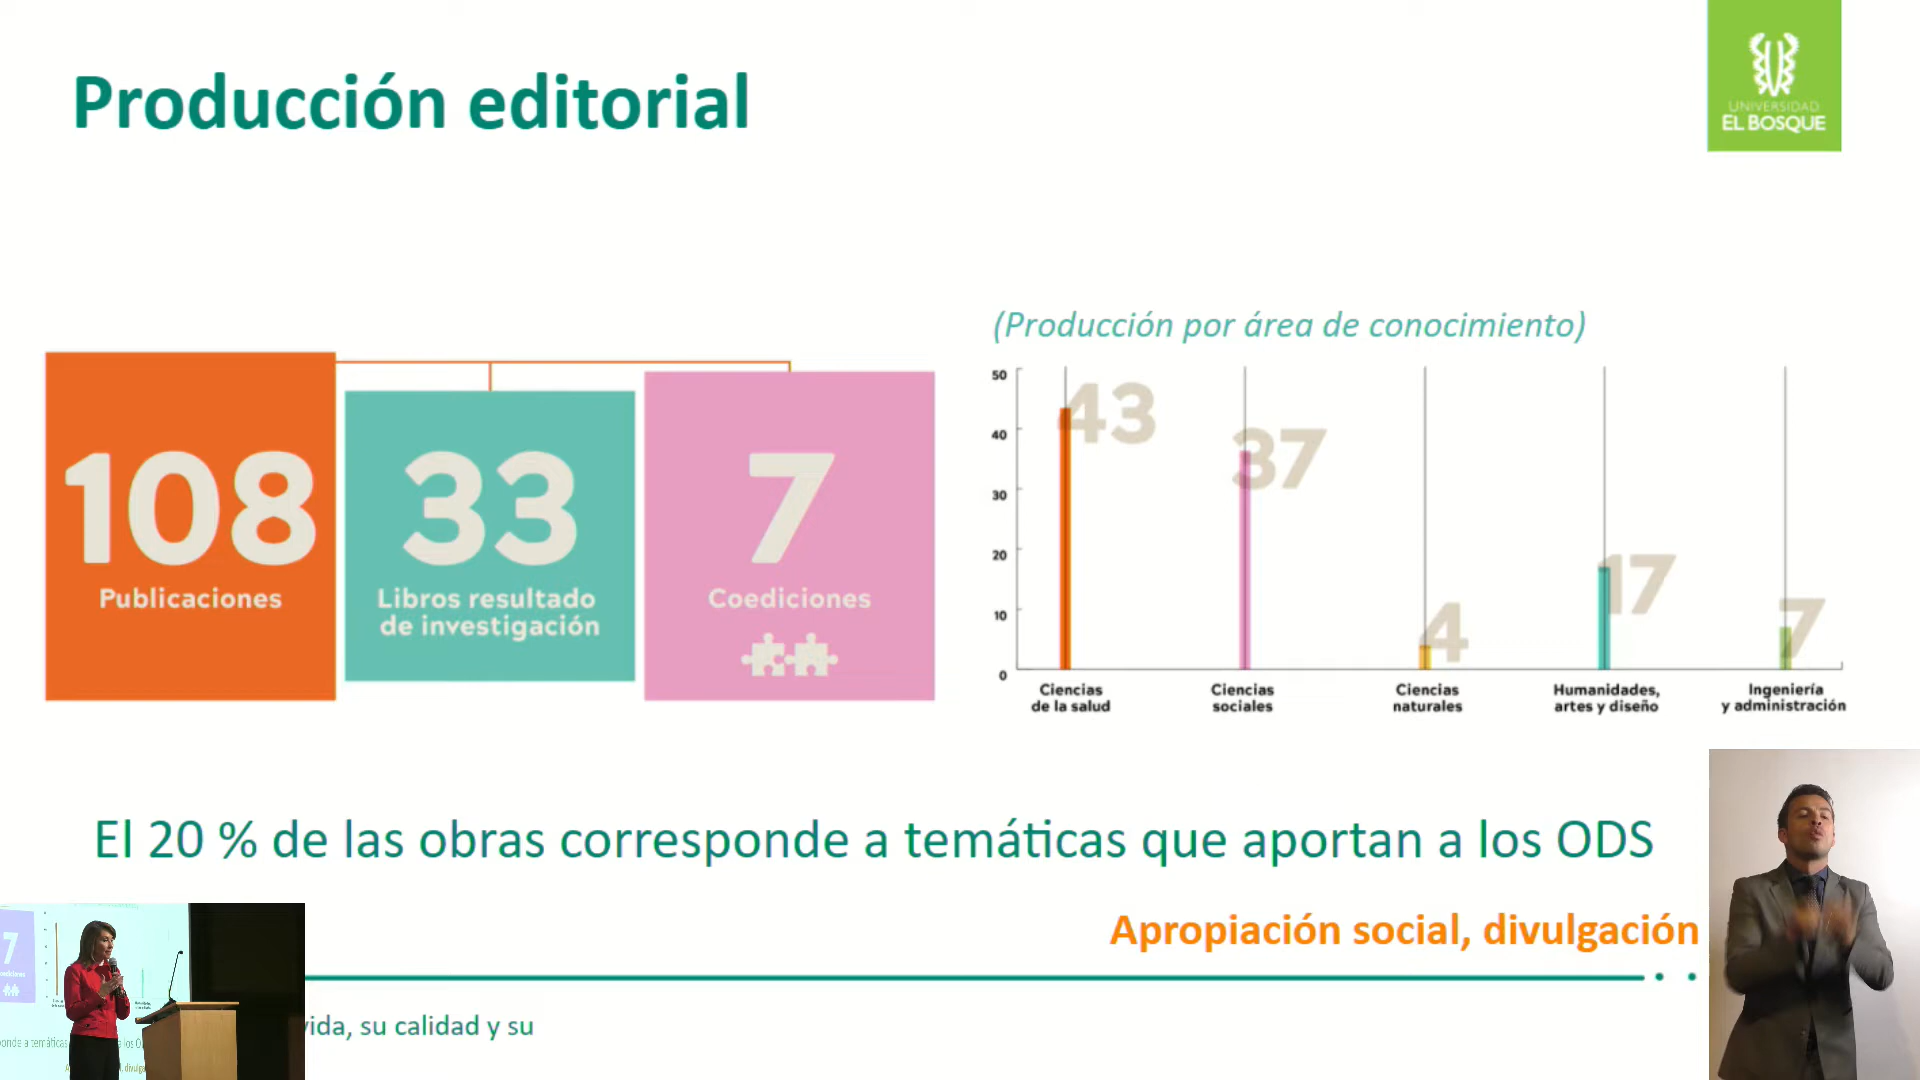 Producción editorial
UNIVERSIDAD
EL BOSQUE
108
Publicaciones
33
Libros resultado
de investigación
7
Coediciones
(Producción por área de conocimiento)
50
40
30
20
10
0
43
37
4
17
7
Ciencias
de la salud
Ciencias
sociales
Ciencias
naturales
Humanidades,
artes y diseño
Ingeniería
y administración
El 20 % de las obras corresponde a temáticas que aportan a los ODS
Apropiación social, divulgación
vida, su calidad y su
7